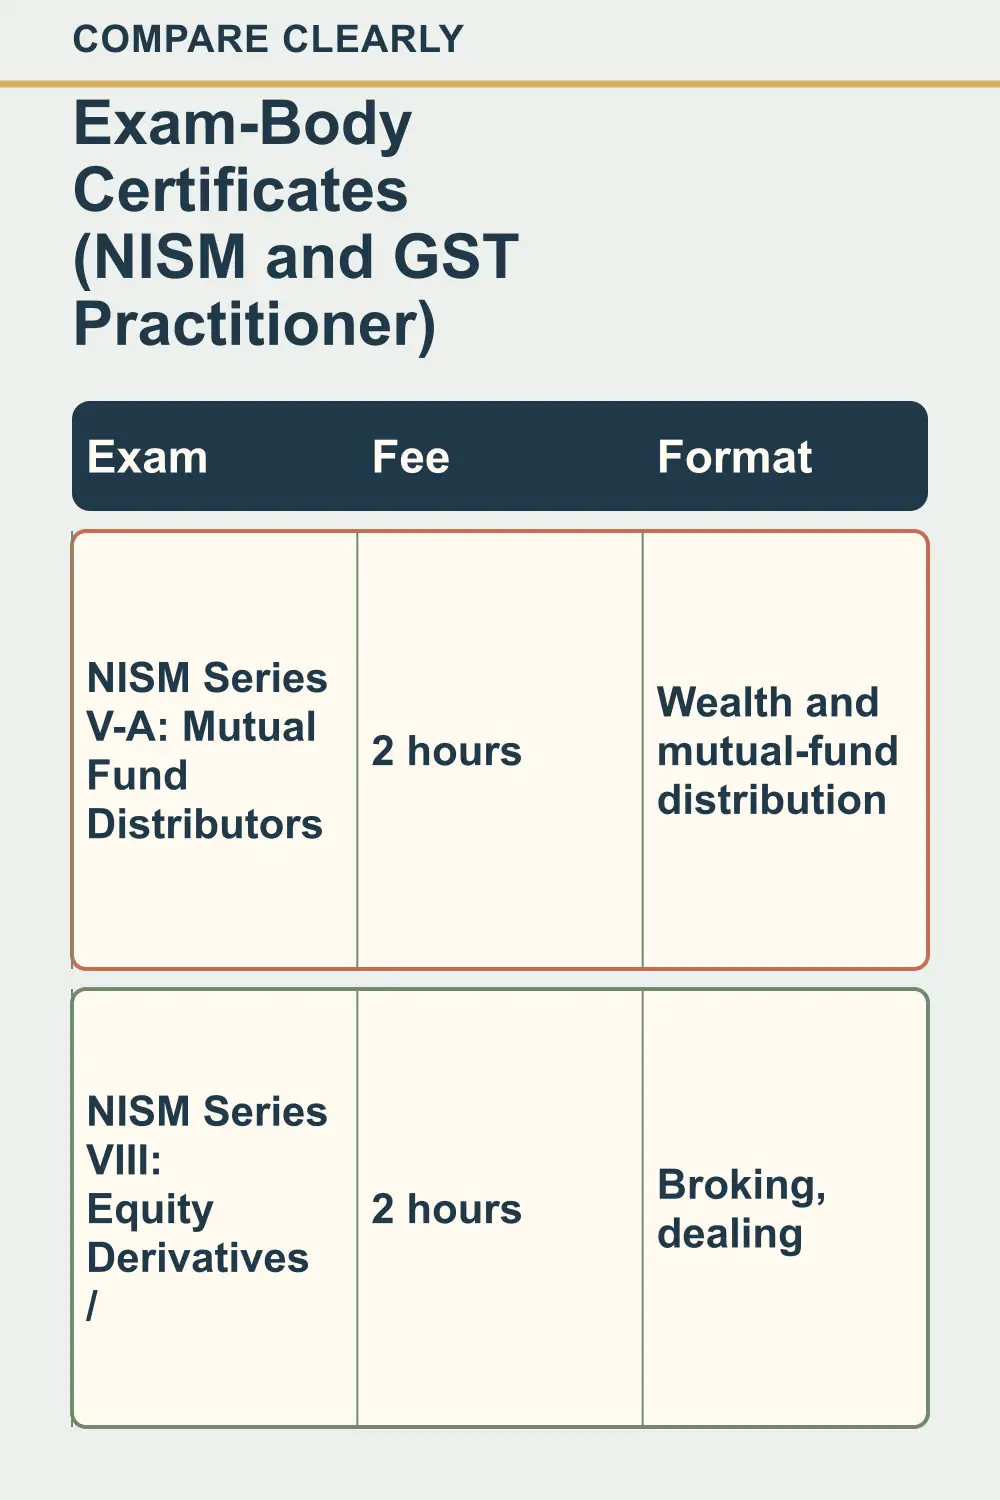 COMPARE CLEARLY
Exam-Body
Certificates
(NISM and GST
Practitioner)
Exam Fee Format
NISM Series
V-A: Mutual
Fund
Distributors
2 hours
Wealth and
mutual-fund
distribution
NISM Series
VIII:
Equity
Derivatives
/
2 hours
Broking,
dealing